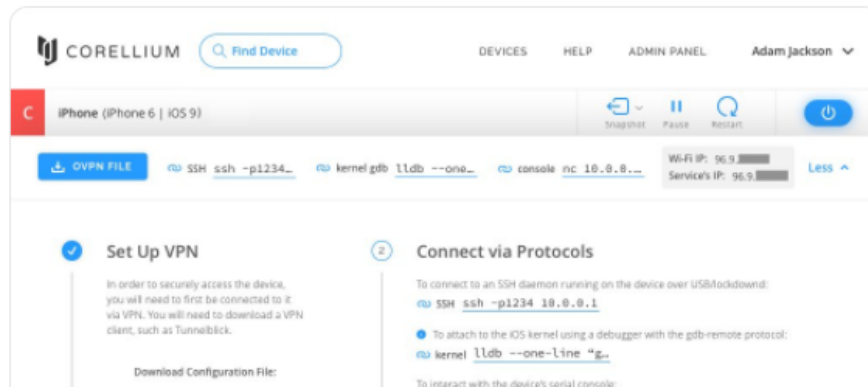 CORELLIUM
Find Device
DEVICES
HELP
ADMIN PANEL
Adam Jackson
C
iPhone (iPhone 6 | iOS 9)
Snapshot
Pause
Restart
OVPN FILE
SSH ssh -p1234…
kernel gdb lldb --one…
console nc 10.0.0.…
Wi-Fi IP: 96.9.
Service's IP: 96.9.
Less
Set Up VPN
In order to securely access the device,
you will need to first be connected to it
via VPN. You will need to download a VPN
client, such as Tunnelblick.
Download Configuration File:
2
Connect via Protocols
To connect to an SSH daemon running on the device over USB/lockdownd:
SSH ssh -p1234 10.0.0.1
To attach to the iOS kernel using a debugger with the gdb-remote protocol:
kernel lldb --one-line "g…
To interact with the device's serial console: